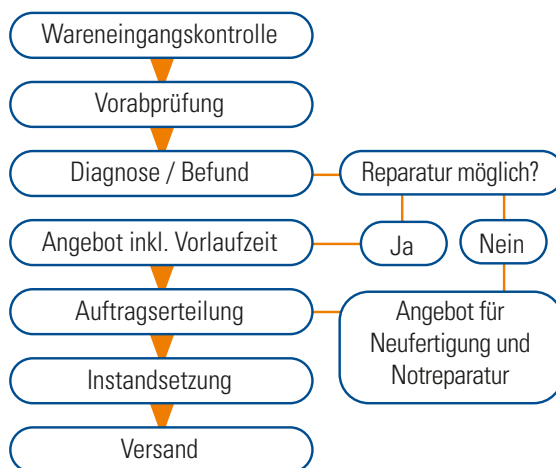 Wareneingangskontrolle
Vorabprüfung
Diagnose / Befund
Reparatur möglich?
Angebot inkl. Vorlaufzeit
Ja
Nein
Auftragserteilung
Angebot für
Neufertigung und
Notreparatur
Instandsetzung
Versand